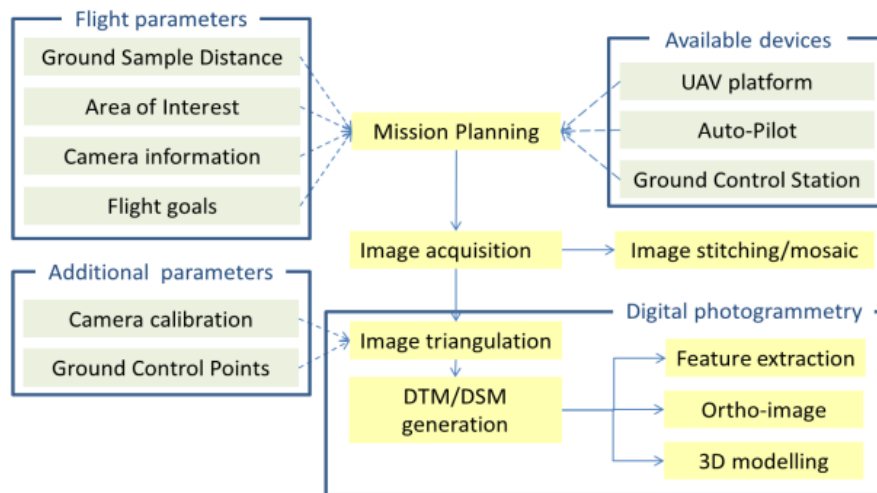 Flight parameters
Ground Sample Distance
Area of Interest
Camera information
Flight goals
Available devices
UAV platform
Auto-Pilot
Ground Control Station
Mission Planning
Image acquisition
Image stitching/mosaic
Additional parameters
Camera calibration
Ground Control Points
Digital photogrammetry
Image triangulation
DTM/DSM
generation
Feature extraction
Ortho-image
3D modelling